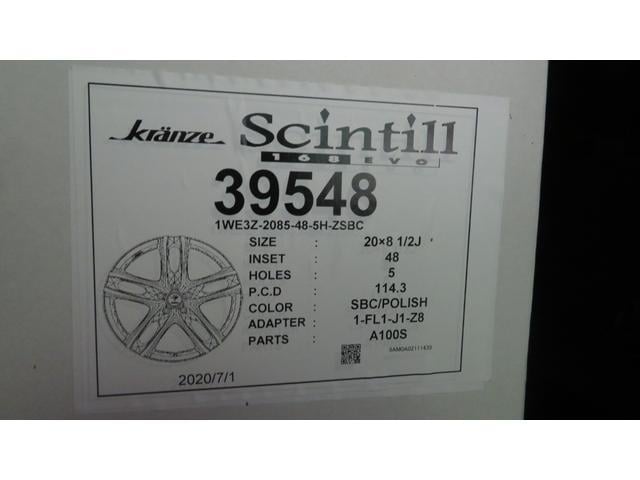 Kränze Scintill
168 EVO
39548
1WE3Z-2085-48-5H-ZSBC
SIZE : 20×8 1/2J
INSET : 48
HOLES : 5
P.C.D : 114.3
COLOR : SBC/POLISH
ADAPTER : 1-FL1-J1-Z8
PARTS : A100S
2020/7/1